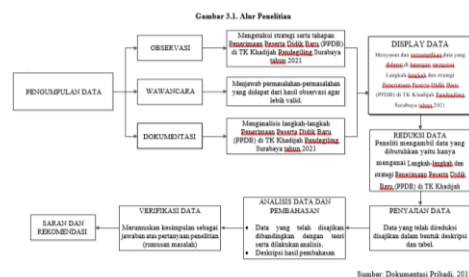 Gambar 3.1. Alur Penelitian
PENGUMPULAN DATA
OBSERVASI
Mengetahui strategi serta tahapan
Penerimaan Peserta Didik Baru
(PPDB) di TK Khadijah Pandegiling
Surabaya tahun 2021
WAWANCARA
Menjawab permasalahan-permasalahan
yang didapat dari hasil observasi agar
lebih valid.
DOKUMENTASI
Menganalisis langkah-langkah
Penerimaan Peserta Didik Baru
(PPDB) di TK Khadijah Pandegiling
Surabaya tahun 2021
DISPLAY DATA
Menyusun dan menampilkan data yang
didapat di lapangan mengenai
Langkah-langkah dan strategi
Penerimaan Peserta Didik Baru
(PPDB) di TK Khadijah Pandegiling
Surabaya tahun 2021
REDUKSI DATA
Peneliti mengambil data yang
dibutuhkan yaitu hanya
mengenai Langkah-langkah dan
strategi Penerimaan Peserta Didik
Baru (PPDB) di TK Khadijah
PENYAJIAN DATA
Data yang telah direduksi
disajikan dalam bentuk deskripsi
dan tabel.
ANALISIS DATA DAN
PEMBAHASAN
Data yang telah disajikan
dibandingkan dengan teori
serta dilakukan analisis.
Deskripsi hasil pembahasan
VERIFIKASI DATA
Merumuskan kesimpulan sebagai
jawaban atas pertanyaan penelitian
(rumusan masalah)
SARAN DAN
REKOMENDASI
Sumber: Dokumentasi Pribadi, 201